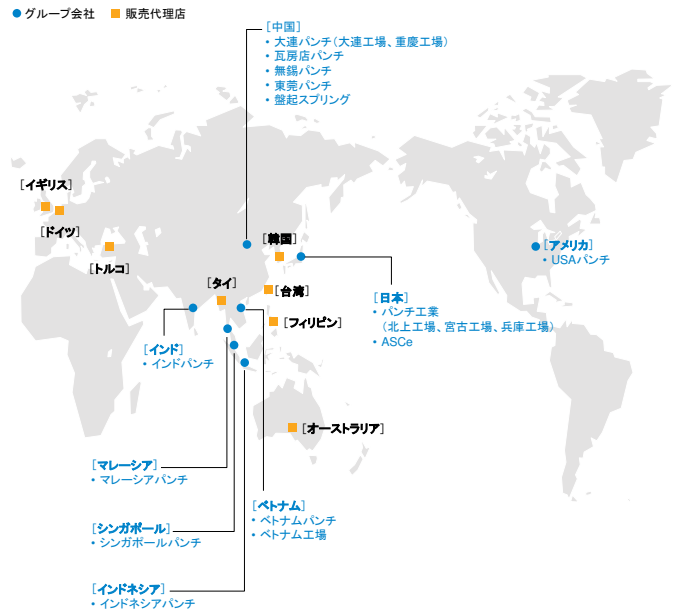 ● グループ会社 ■ 販売代理店
[中国]
・大連パンチ(大連工場、重慶工場)
・瓦房店パンチ
・無錫パンチ
・東莞パンチ
・盤起スプリング
[イギリス]
[ドイツ]
[トルコ]
[韓国]
[アメリカ]
・USAパンチ
[タイ]
[台湾]
[フィリピン]
[日本]
・パンチ工業
(北上工場、宮古工場、兵庫工場)
・ASCe
[インド]
・インドパンチ
[オーストラリア]
[マレーシア]
・マレーシアパンチ
[ベトナム]
・ベトナムパンチ
・ベトナム工場
[シンガポール]
・シンガポールパンチ
[インドネシア]
・インドネシアパンチ